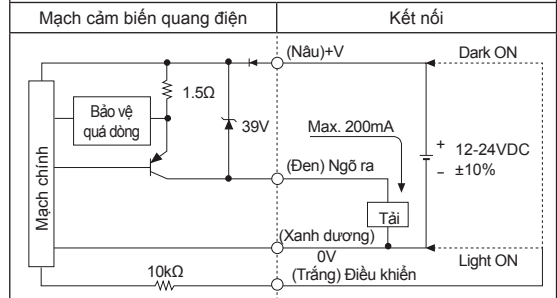 Mạch cảm biến quang điện
Kết nối
(Nâu)+V
Dark ON
1.5Ω
Bảo vệ
quá dòng
39V
Max. 200mA
+
12-24VDC
−
±10%
Mạch chính
(Đen) Ngõ ra
Tải
(Xanh dương)
0V
Light ON
10kΩ
(Trắng) Điều khiển